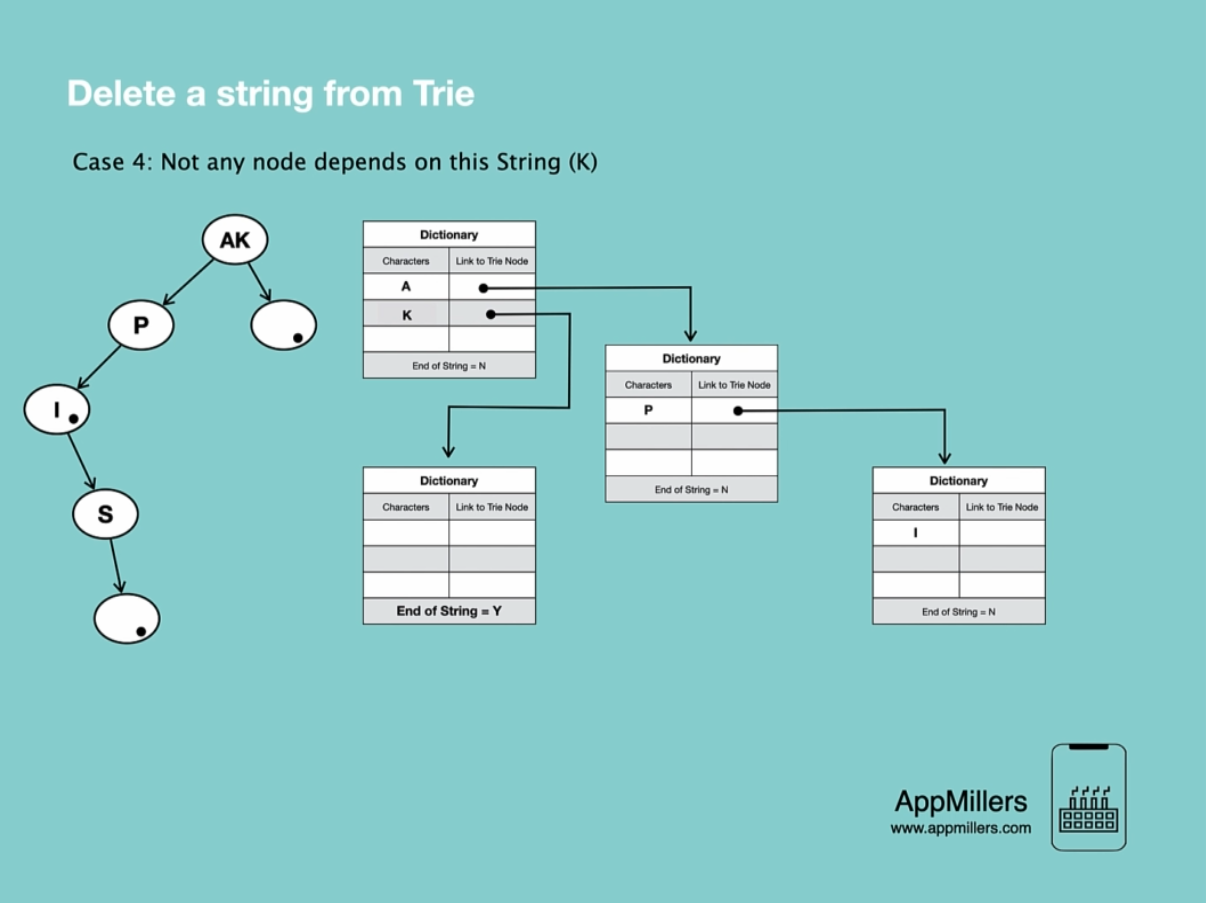 Delete a string from Trie
Case 4: Not any node depends on this String (K)
AK
P
I
S
Dictionary
Characters Link to Trie Node
A
K
End of String = N
Dictionary
Characters Link to Trie Node
P
End of String = N
Dictionary
Characters Link to Trie Node
End of String = Y
Dictionary
Characters Link to Trie Node
I
End of String = N
AppMillers
www.appmillers.com